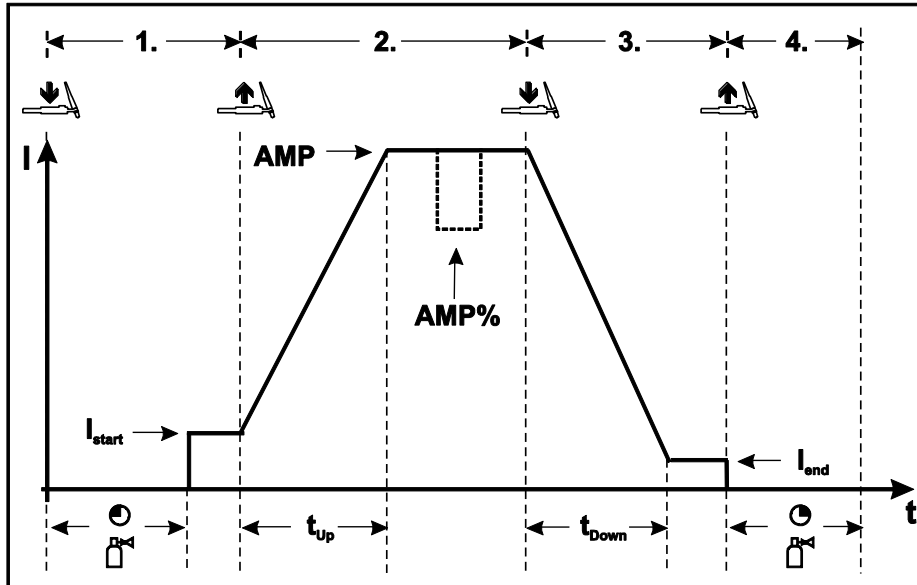 1. 2. 3. 4.
I
AMP
AMP%
Istart
Iend
t
tUp
tDown